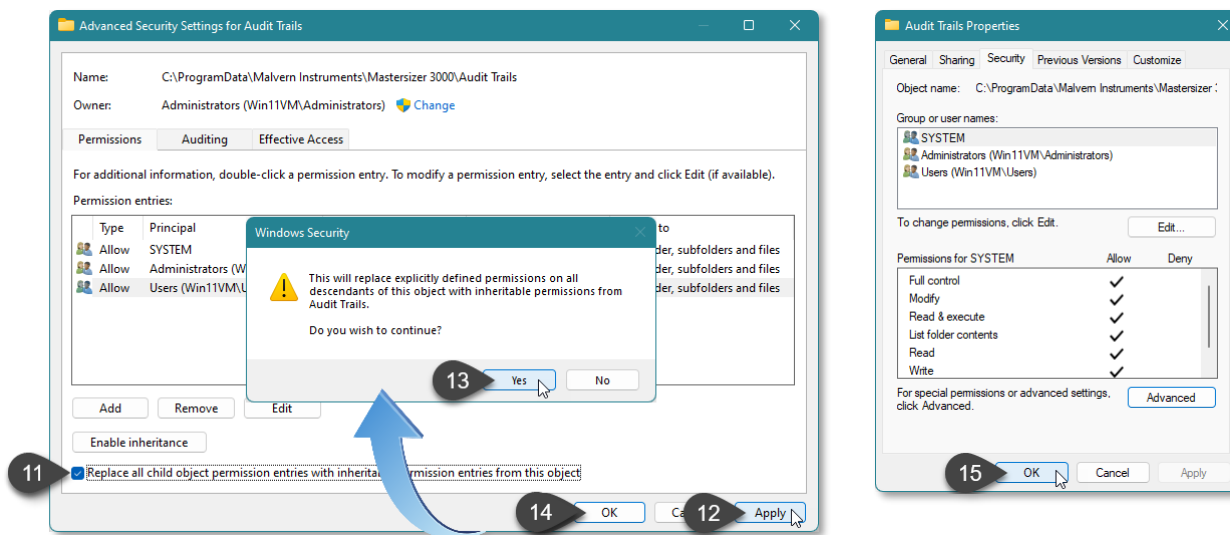 Advanced Security Settings for Audit Trails
Name: C:\ProgramData\Malvern Instruments\Mastersizer 3000\Audit Trails
Owner: Administrators (Win11VM\Administrators) Change
Permissions Auditing Effective Access
For additional information, double-click a permission entry. To modify a permission entry, select the entry and click Edit (if available).
Permission entries:
Type Principal to
Allow SYSTEM der, subfolders and files
Allow Administrators (W der, subfolders and files
Allow Users (Win11VM\U der, subfolders and files
Windows Security
This will replace explicitly defined permissions on all
descendants of this object with inheritable permissions from
Audit Trails.
Do you wish to continue?
13 Yes No
Add Remove Edit
Enable inheritance
11 Replace all child object permission entries with inherita rmission entries from this object
14 OK Ca 12 Apply
Audit Trails Properties
General Sharing Security Previous Versions Customize
Object name: C:\ProgramData\Malvern Instruments\Mastersizer
Group or user names:
SYSTEM
Administrators (Win11VM\Administrators)
Users (Win11VM\Users)
To change permissions, click Edit. Edit...
Permissions for SYSTEM Allow Deny
Full control
Modify
Read & execute
List folder contents
Read
Write
For special permissions or advanced settings, Advanced
click Advanced.
15 OK Cancel Apply